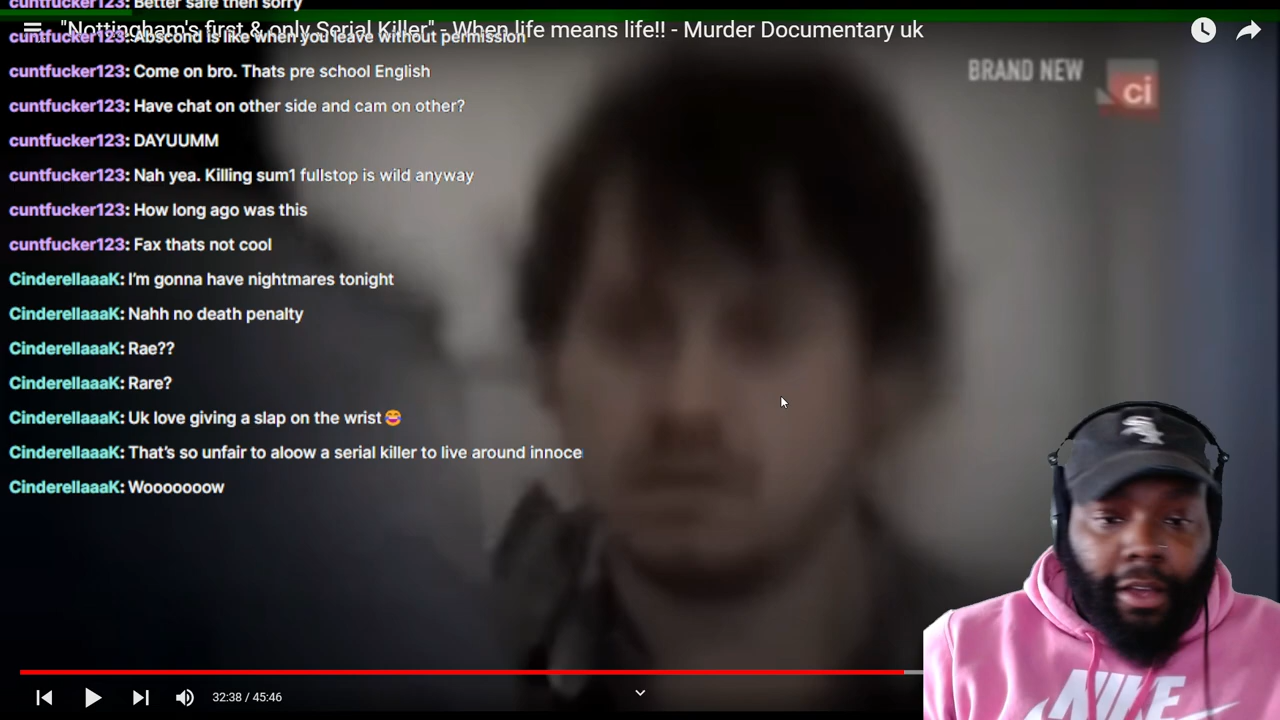 cuntfucker123: Better safe then sorry
"Nottingham's first & only Serial Killer" - When life means life!! - Murder Documentary uk
cuntfucker123: Abscond is like when you leave without permission
cuntfucker123: Come on bro. Thats pre school English
BRAND NEW
ci
cuntfucker123: Have chat on other side and cam on other?
cuntfucker123: DAYUUMM
cuntfucker123: Nah yea. Killing sum1 fullstop is wild anyway
cuntfucker123: How long ago was this
cuntfucker123: Fax thats not cool
CinderellaaaK: I'm gonna have nightmares tonight
CinderellaaaK: Nahh no death penalty
CinderellaaaK: Rae??
CinderellaaaK: Rare?
CinderellaaaK: Uk love giving a slap on the wrist😂
CinderellaaaK: That's so unfair to aloow a serial killer to live around innoce
CinderellaaaK: Wooooooow
NIKE
32:38 / 45:46